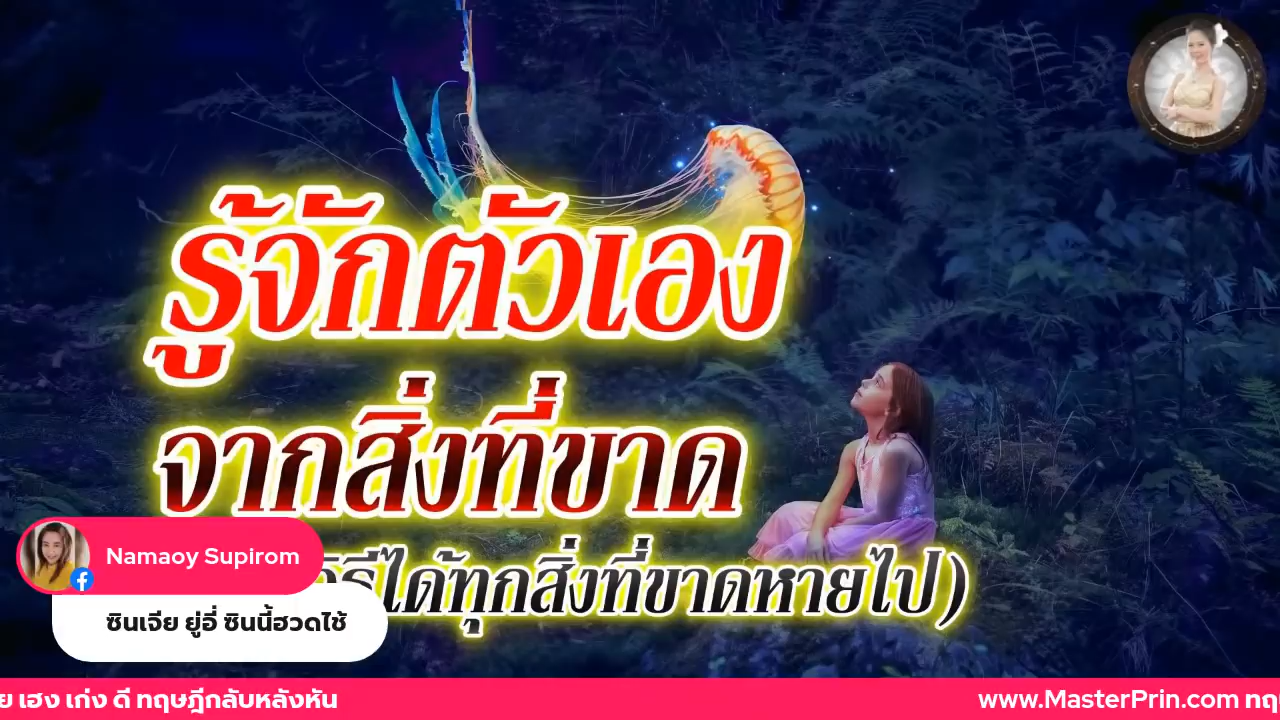 รู้จักตัวเอง
จากสิ่งที่ขาด
ได้ทุกสิ่งที่ขาดหายไป)
Namaoy Supirom
ซินเจีย ยู่อี่ ซินนี้ฮวดไช้
ย เฮง เก่ง ดี ทฤษฎีกลับหลังหัน
www.MasterPrin.com